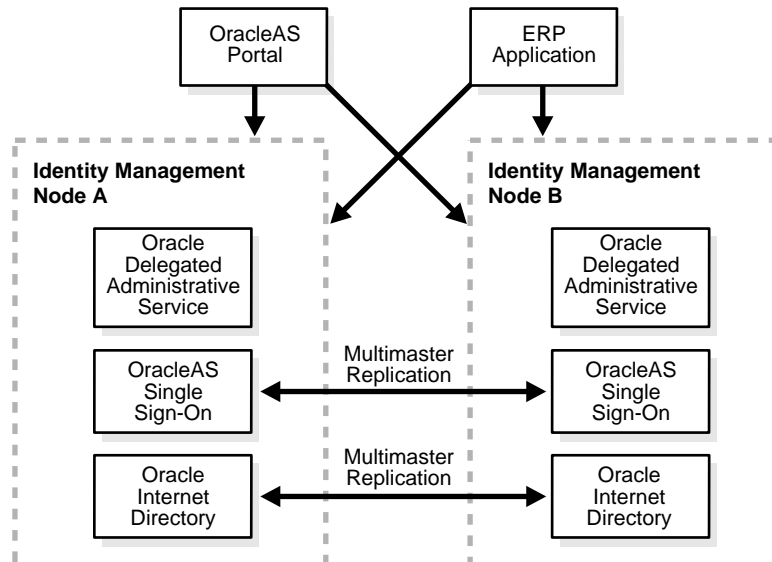 OracleAS
Portal
ERP
Application
Identity Management
Node A
Identity Management
Node B
Oracle
Delegated
Administrative
Service
Oracle
Delegated
Administrative
Service
OracleAS
Single
Sign-On
Multimaster
Replication
OracleAS
Single
Sign-On
Oracle
Internet
Directory
Multimaster
Replication
Oracle
Internet
Directory